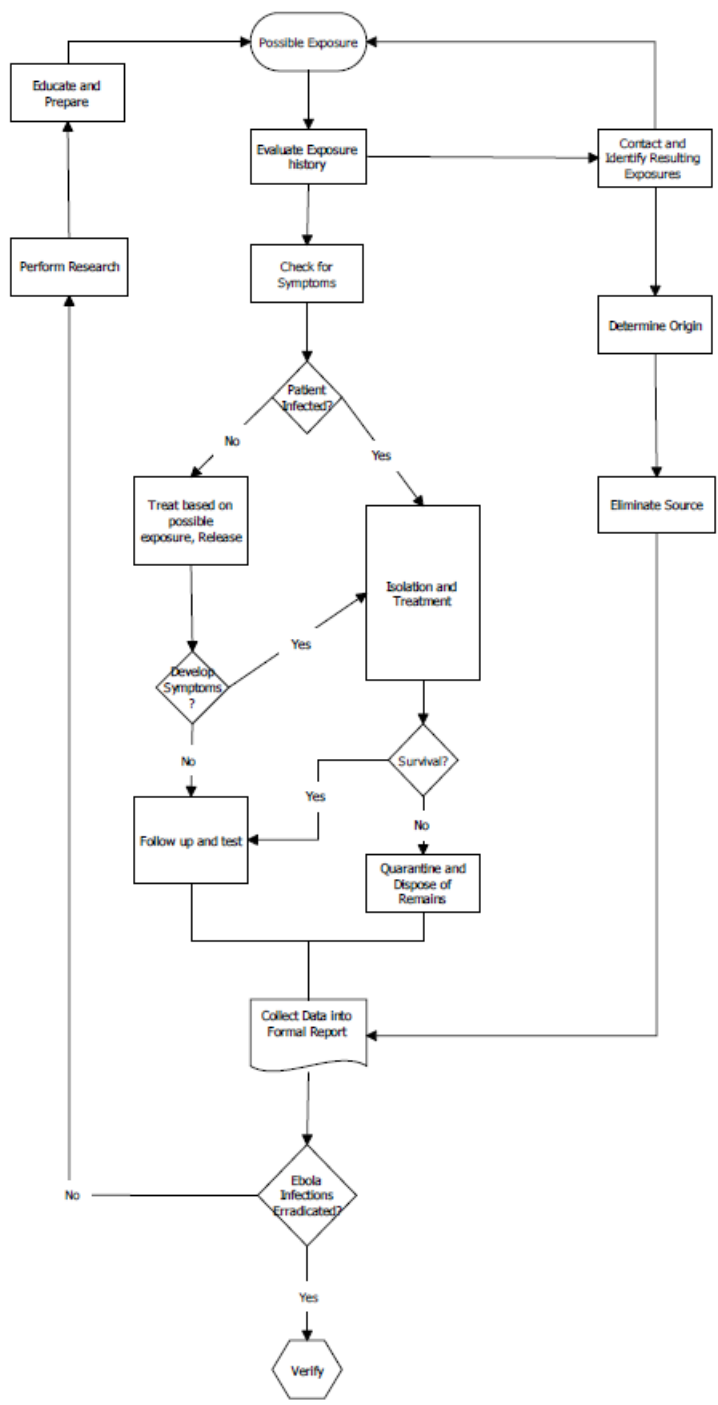 Possible Exposure
Educate and
Prepare
Evaluate Exposure
history
Contact and
Identify Resulting
Exposures
Perform Research
Check for
Symptoms
Determine Origin
Patient
Infected?
No
Yes
Treat based on
possible
exposure, Release
Eliminate Source
Isolation and
Treatment
Yes
Develop
Symptoms
?
No
Survival?
Yes
No
Follow up and test
Quarantine and
Dispose of
Remains
Collect Data into
Formal Report
Ebola
Infections
Erradicated?
No
Yes
Verify